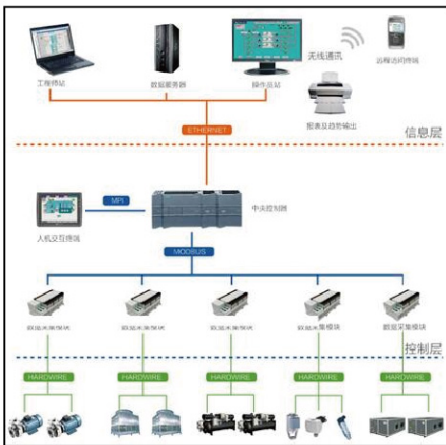 无线通讯
工程师站
数据服务器
操作员站
远程访问终端
报表及趋势输出
ETHERNET
信息层
MPI
人机交互终端
中央控制器
MODBUS
数据采集模块
数据采集模块
数据采集模块
数据采集模块
数据采集模块
控制层
HARDWIRE
HARDWIRE
HARDWIRE
HARDWIRE
HARDWIRE